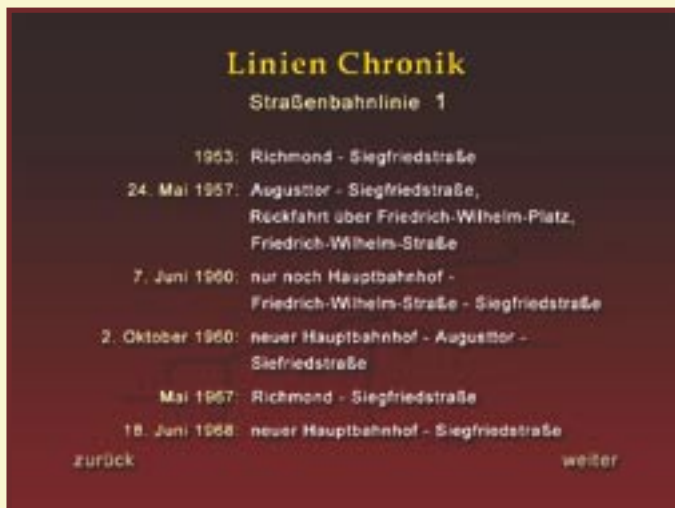 Linien Chronik
Straßenbahnlinie 1
1953: Richmond - Siegfriedstraße
24. Mai 1957: Augusttor - Siegfriedstraße,
Rückfahrt über Friedrich-Wilhelm-Platz,
Friedrich-Wilhelm-Straße
7. Juni 1960: nur noch Hauptbahnhof -
Friedrich-Wilhelm-Straße - Siegfriedstraße
2. Oktober 1960: neuer Hauptbahnhof - Augusttor -
Siefriedstraße
Mai 1967: Richmond - Siegfriedstraße
18. Juni 1968: neuer Hauptbahnhof - Siegfriedstraße
zurück weiter